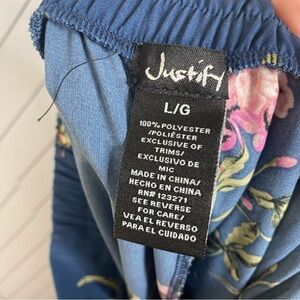 Justify
L/G
100% POLYESTER
/POLIÉSTER
EXCLUSIVE OF
TRIMS/
EXCLUSIVO DE
MIC
MADE IN CHINA/
HECHO EN CHINA
RN# 123271
SEE REVERSE
FOR CARE/
VEA EL REVERSO
PARA EL CUIDADO